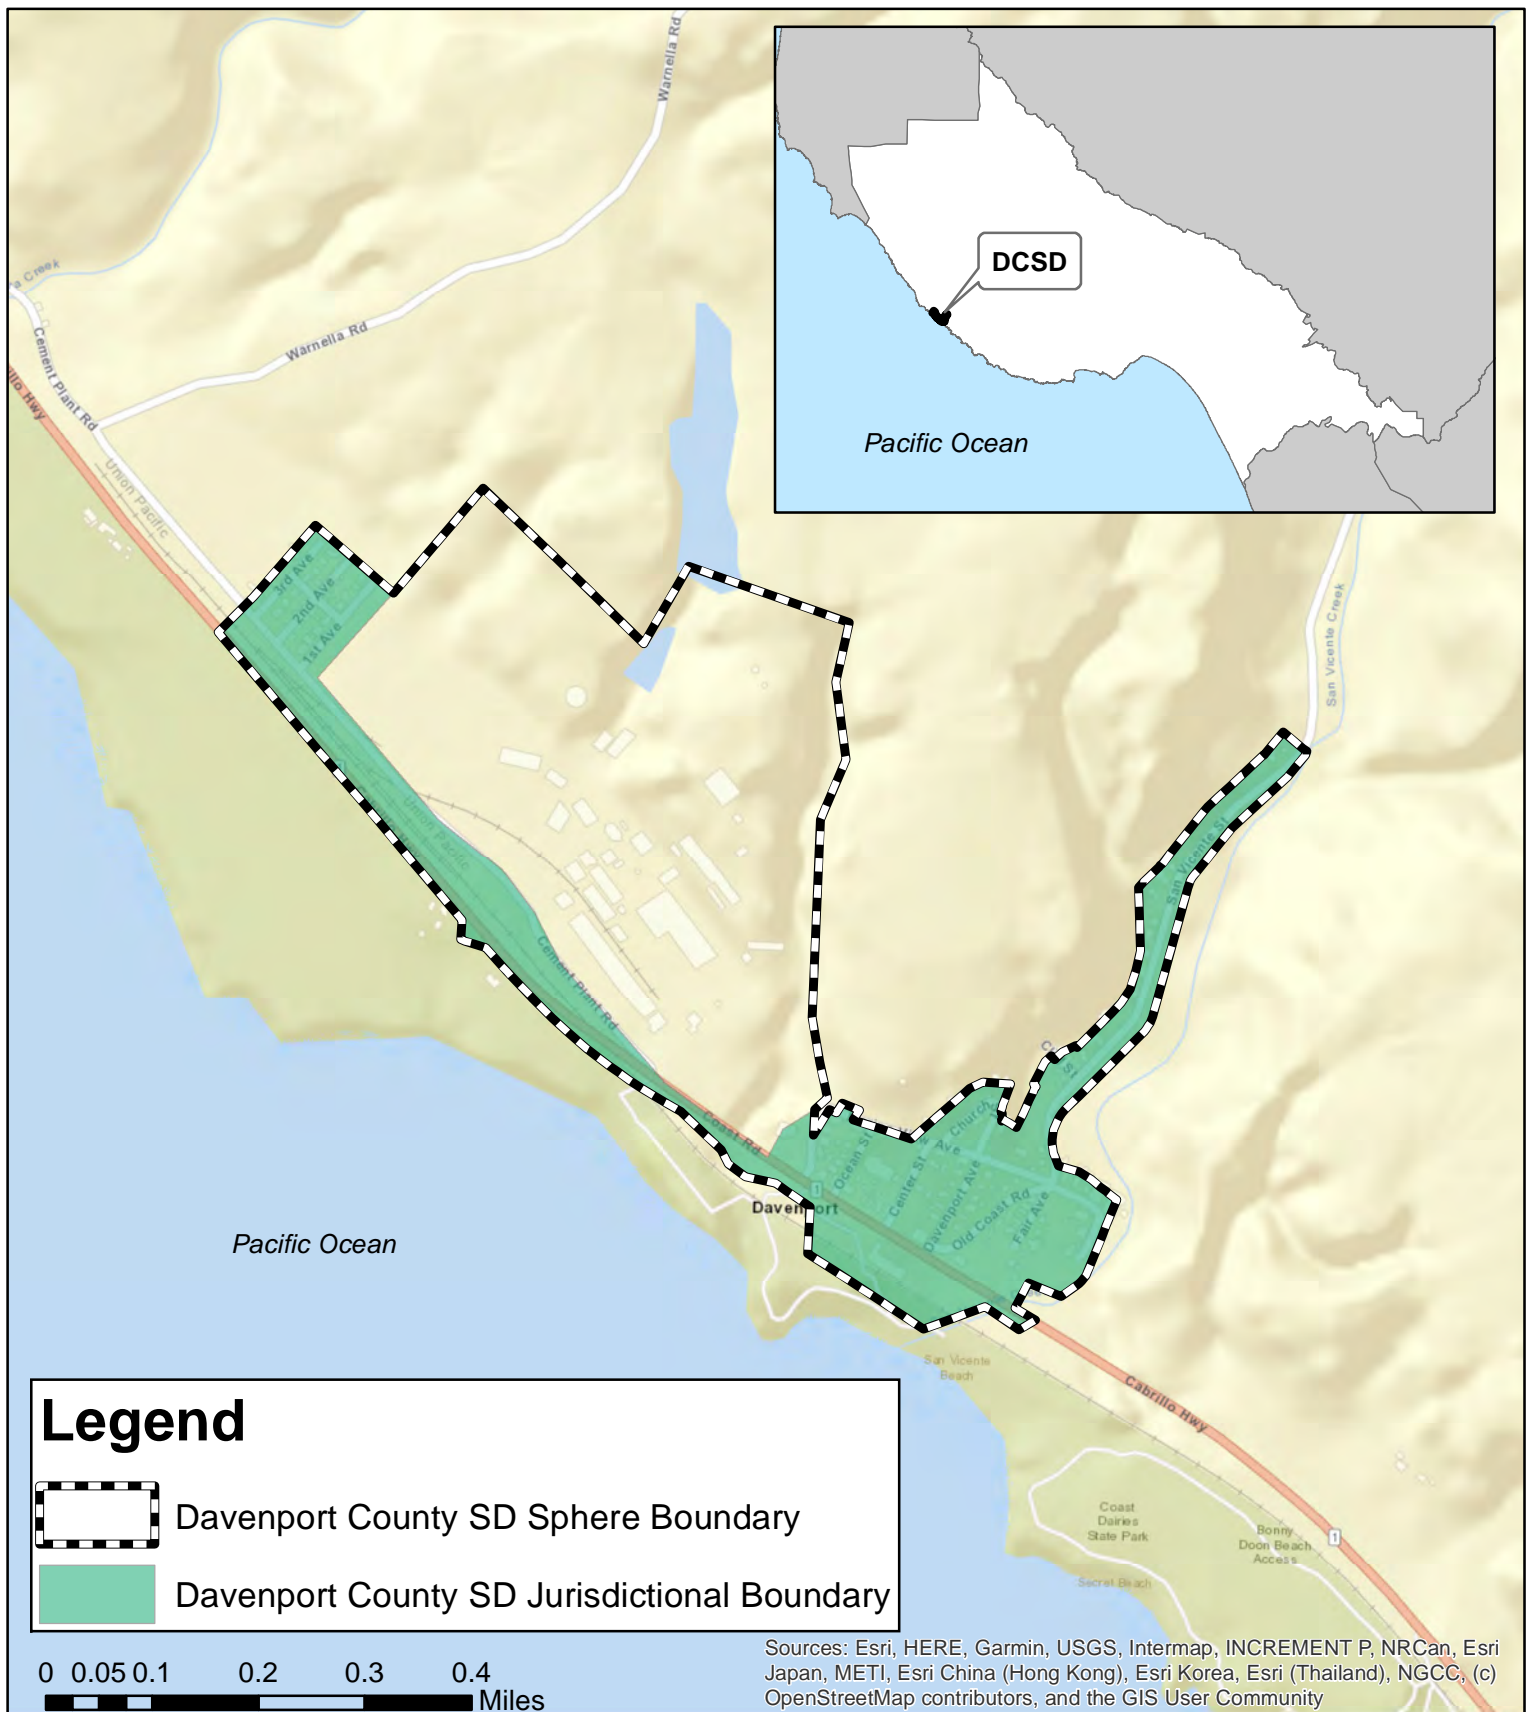 Warnella Rd
DCSD
Pacific Ocean
Creek
Cement Plant Rd
Warnella Rd
Hwy
Union Pacific
3rd Ave
2nd Ave
1st Ave
San Vicente Creek
Union Pacific
San Vicente St
Cement Plant Rd
Coast Rd
Church
Ave
Ocean St
Center St
Davenport Ave
Old Coast Rd
Fair Ave
1
Davenport
Pacific Ocean
San Vicente
Beach
Cabrillo Hwy
Coast
Dairies
State Park
Bonny
Doon Beach
Access
1
Secret Beach
Legend
Davenport County SD Sphere Boundary
Davenport County SD Jurisdictional Boundary
0 0.05 0.1 0.2 0.3 0.4
Miles
Sources: Esri, HERE, Garmin, USGS, Intermap, INCREMENT P, NRCan, Esri
Japan, METI, Esri China (Hong Kong), Esri Korea, Esri (Thailand), NGCC, (c)
OpenStreetMap contributors, and the GIS User Community